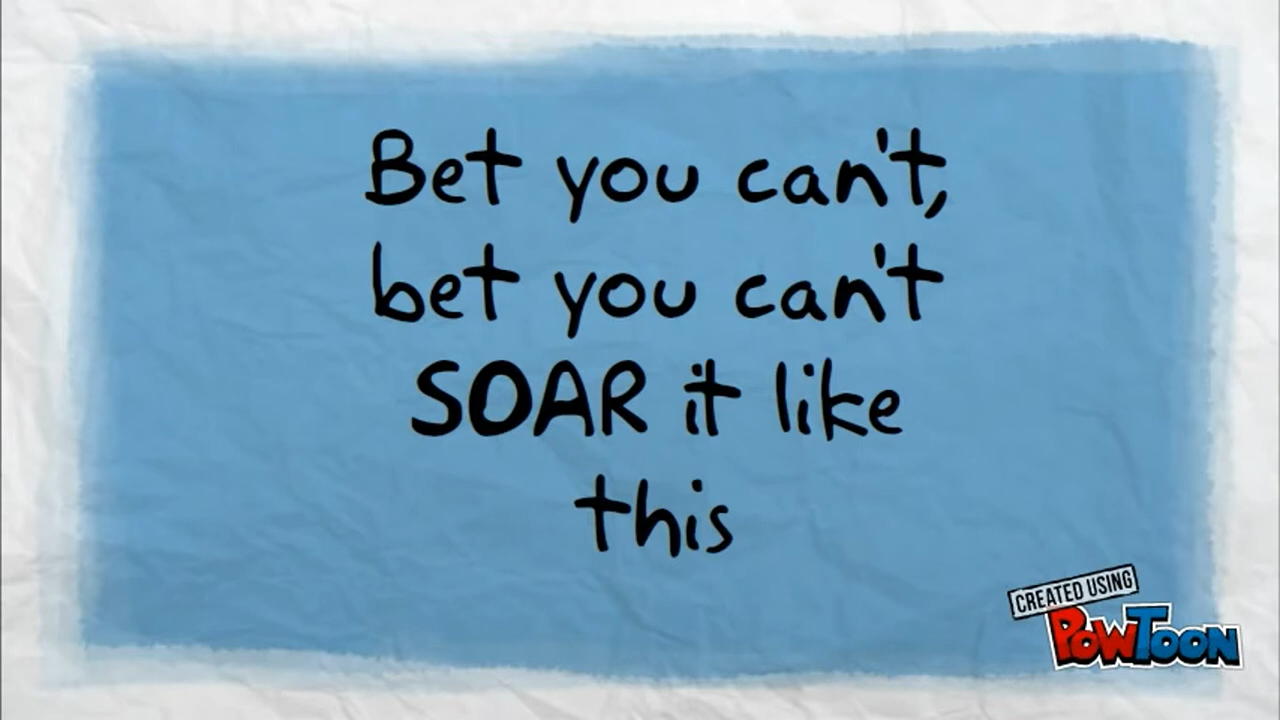 Bet you can't,
bet you can't
SOAR it like
this
CREATED USING
POWTOON